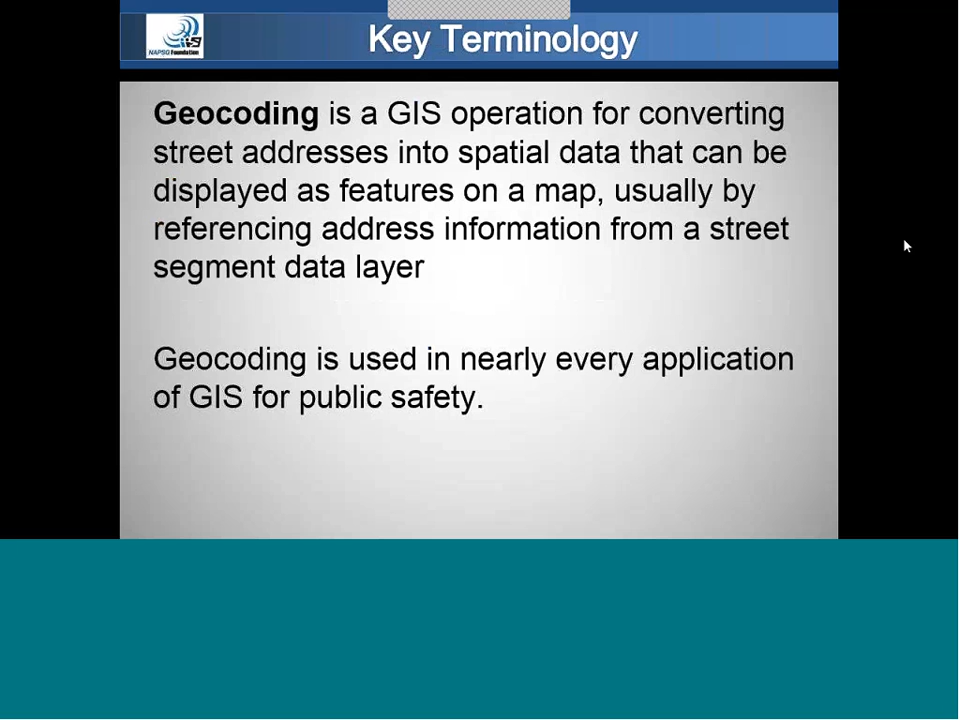 Key Terminology
NAPSG Foundation
Geocoding is a GIS operation for converting
street addresses into spatial data that can be
displayed as features on a map, usually by
referencing address information from a street
segment data layer
Geocoding is used in nearly every application
of GIS for public safety.